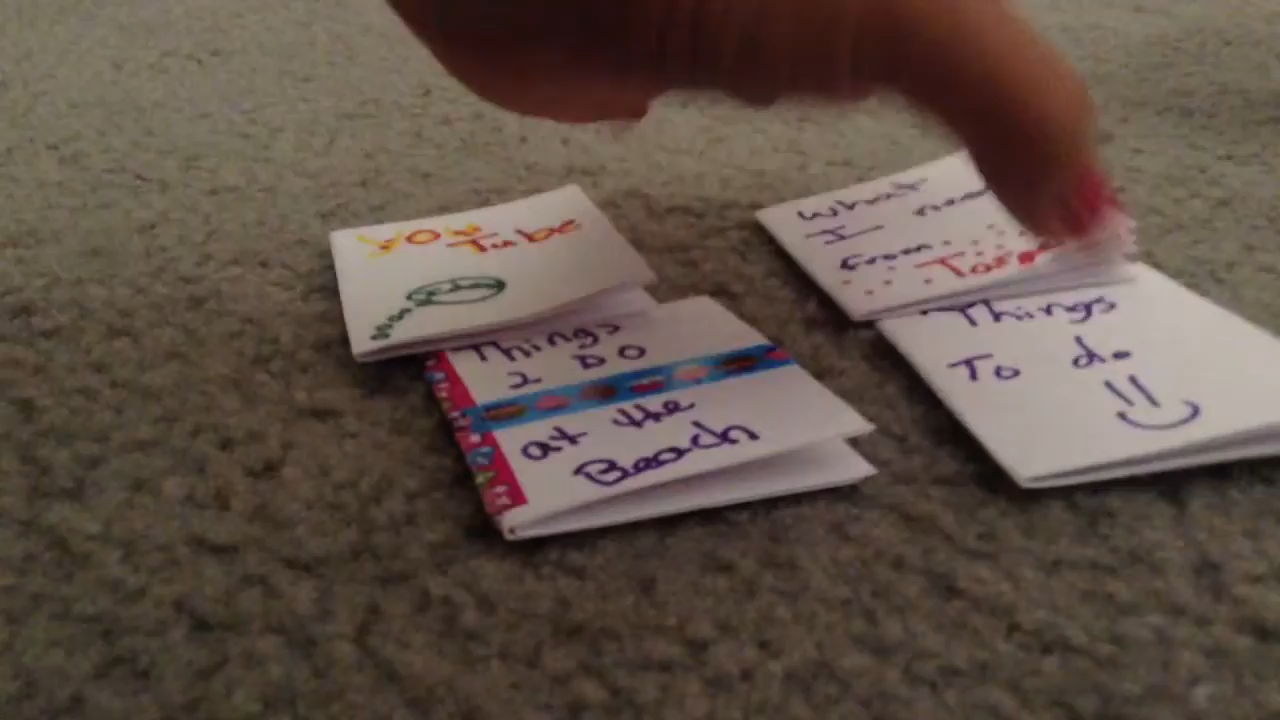 YOU Tube
Things
2 DO
at the
Beach
What
I
from
Things
To do